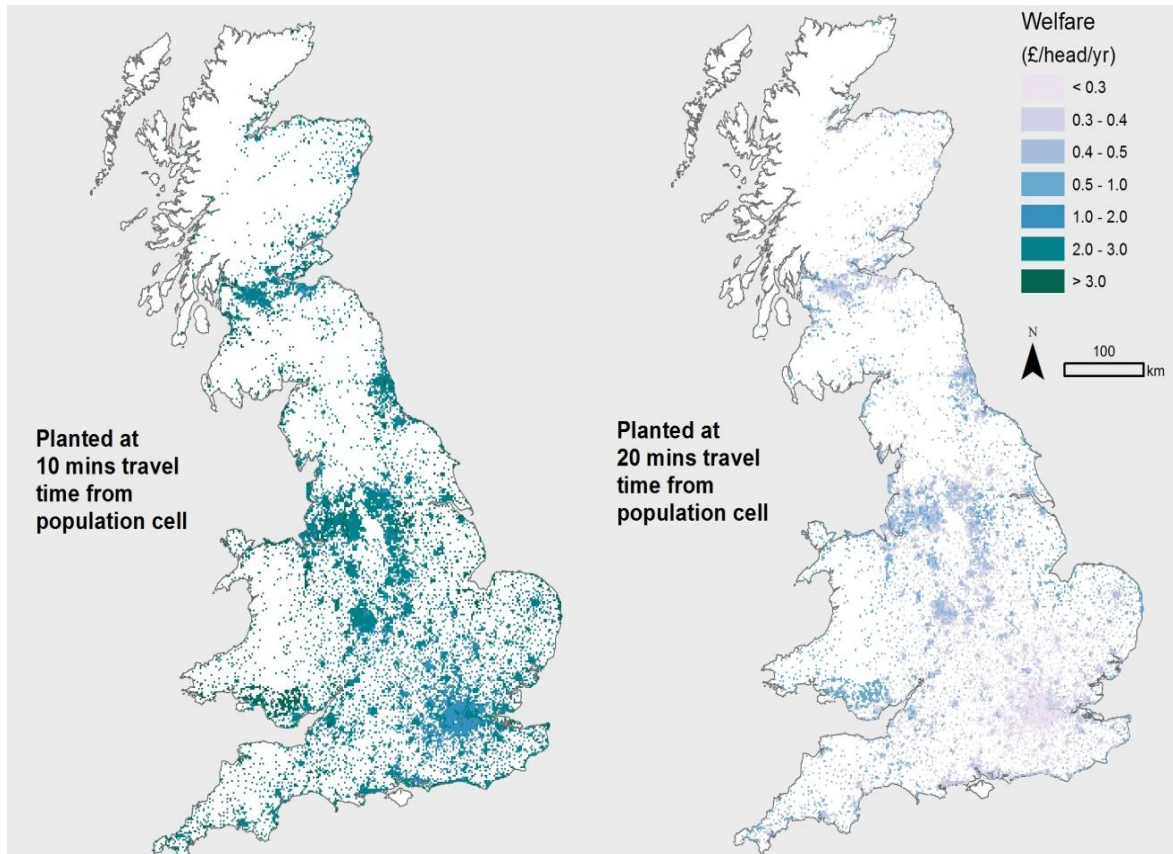 Welfare
(£/head/yr)
< 0.3
0.3 - 0.4
0.4 - 0.5
0.5 - 1.0
1.0 - 2.0
2.0 - 3.0
> 3.0
N
100
km
Planted at
10 mins travel
time from
population cell
Planted at
20 mins travel
time from
population cell